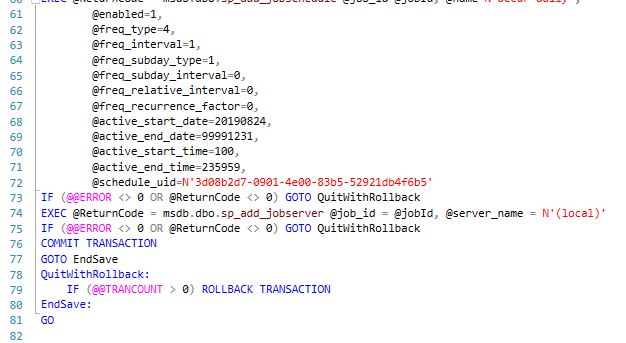 60 EXEC @ReturnCode = msdb.dbo.sp_add_jobschedule @job_id=@jobId, @name=N'occur daily',
61 @enabled=1,
62 @freq_type=4,
63 @freq_interval=1,
64 @freq_subday_type=1,
65 @freq_subday_interval=0,
66 @freq_relative_interval=0,
67 @freq_recurrence_factor=0,
68 @active_start_date=20190824,
69 @active_end_date=99991231,
70 @active_start_time=100,
71 @active_end_time=235959,
72 @schedule_uid=N'3d08b2d7-0901-4e00-83b5-52921db4f6b5'
73 IF (@@ERROR <> 0 OR @ReturnCode <> 0) GOTO QuitWithRollback
74 EXEC @ReturnCode = msdb.dbo.sp_add_jobserver @job_id = @jobId, @server_name = N'(local)'
75 IF (@@ERROR <> 0 OR @ReturnCode <> 0) GOTO QuitWithRollback
76 COMMIT TRANSACTION
77 GOTO EndSave
78 QuitWithRollback:
79 IF (@@TRANCOUNT > 0) ROLLBACK TRANSACTION
80 EndSave:
81 GO
82